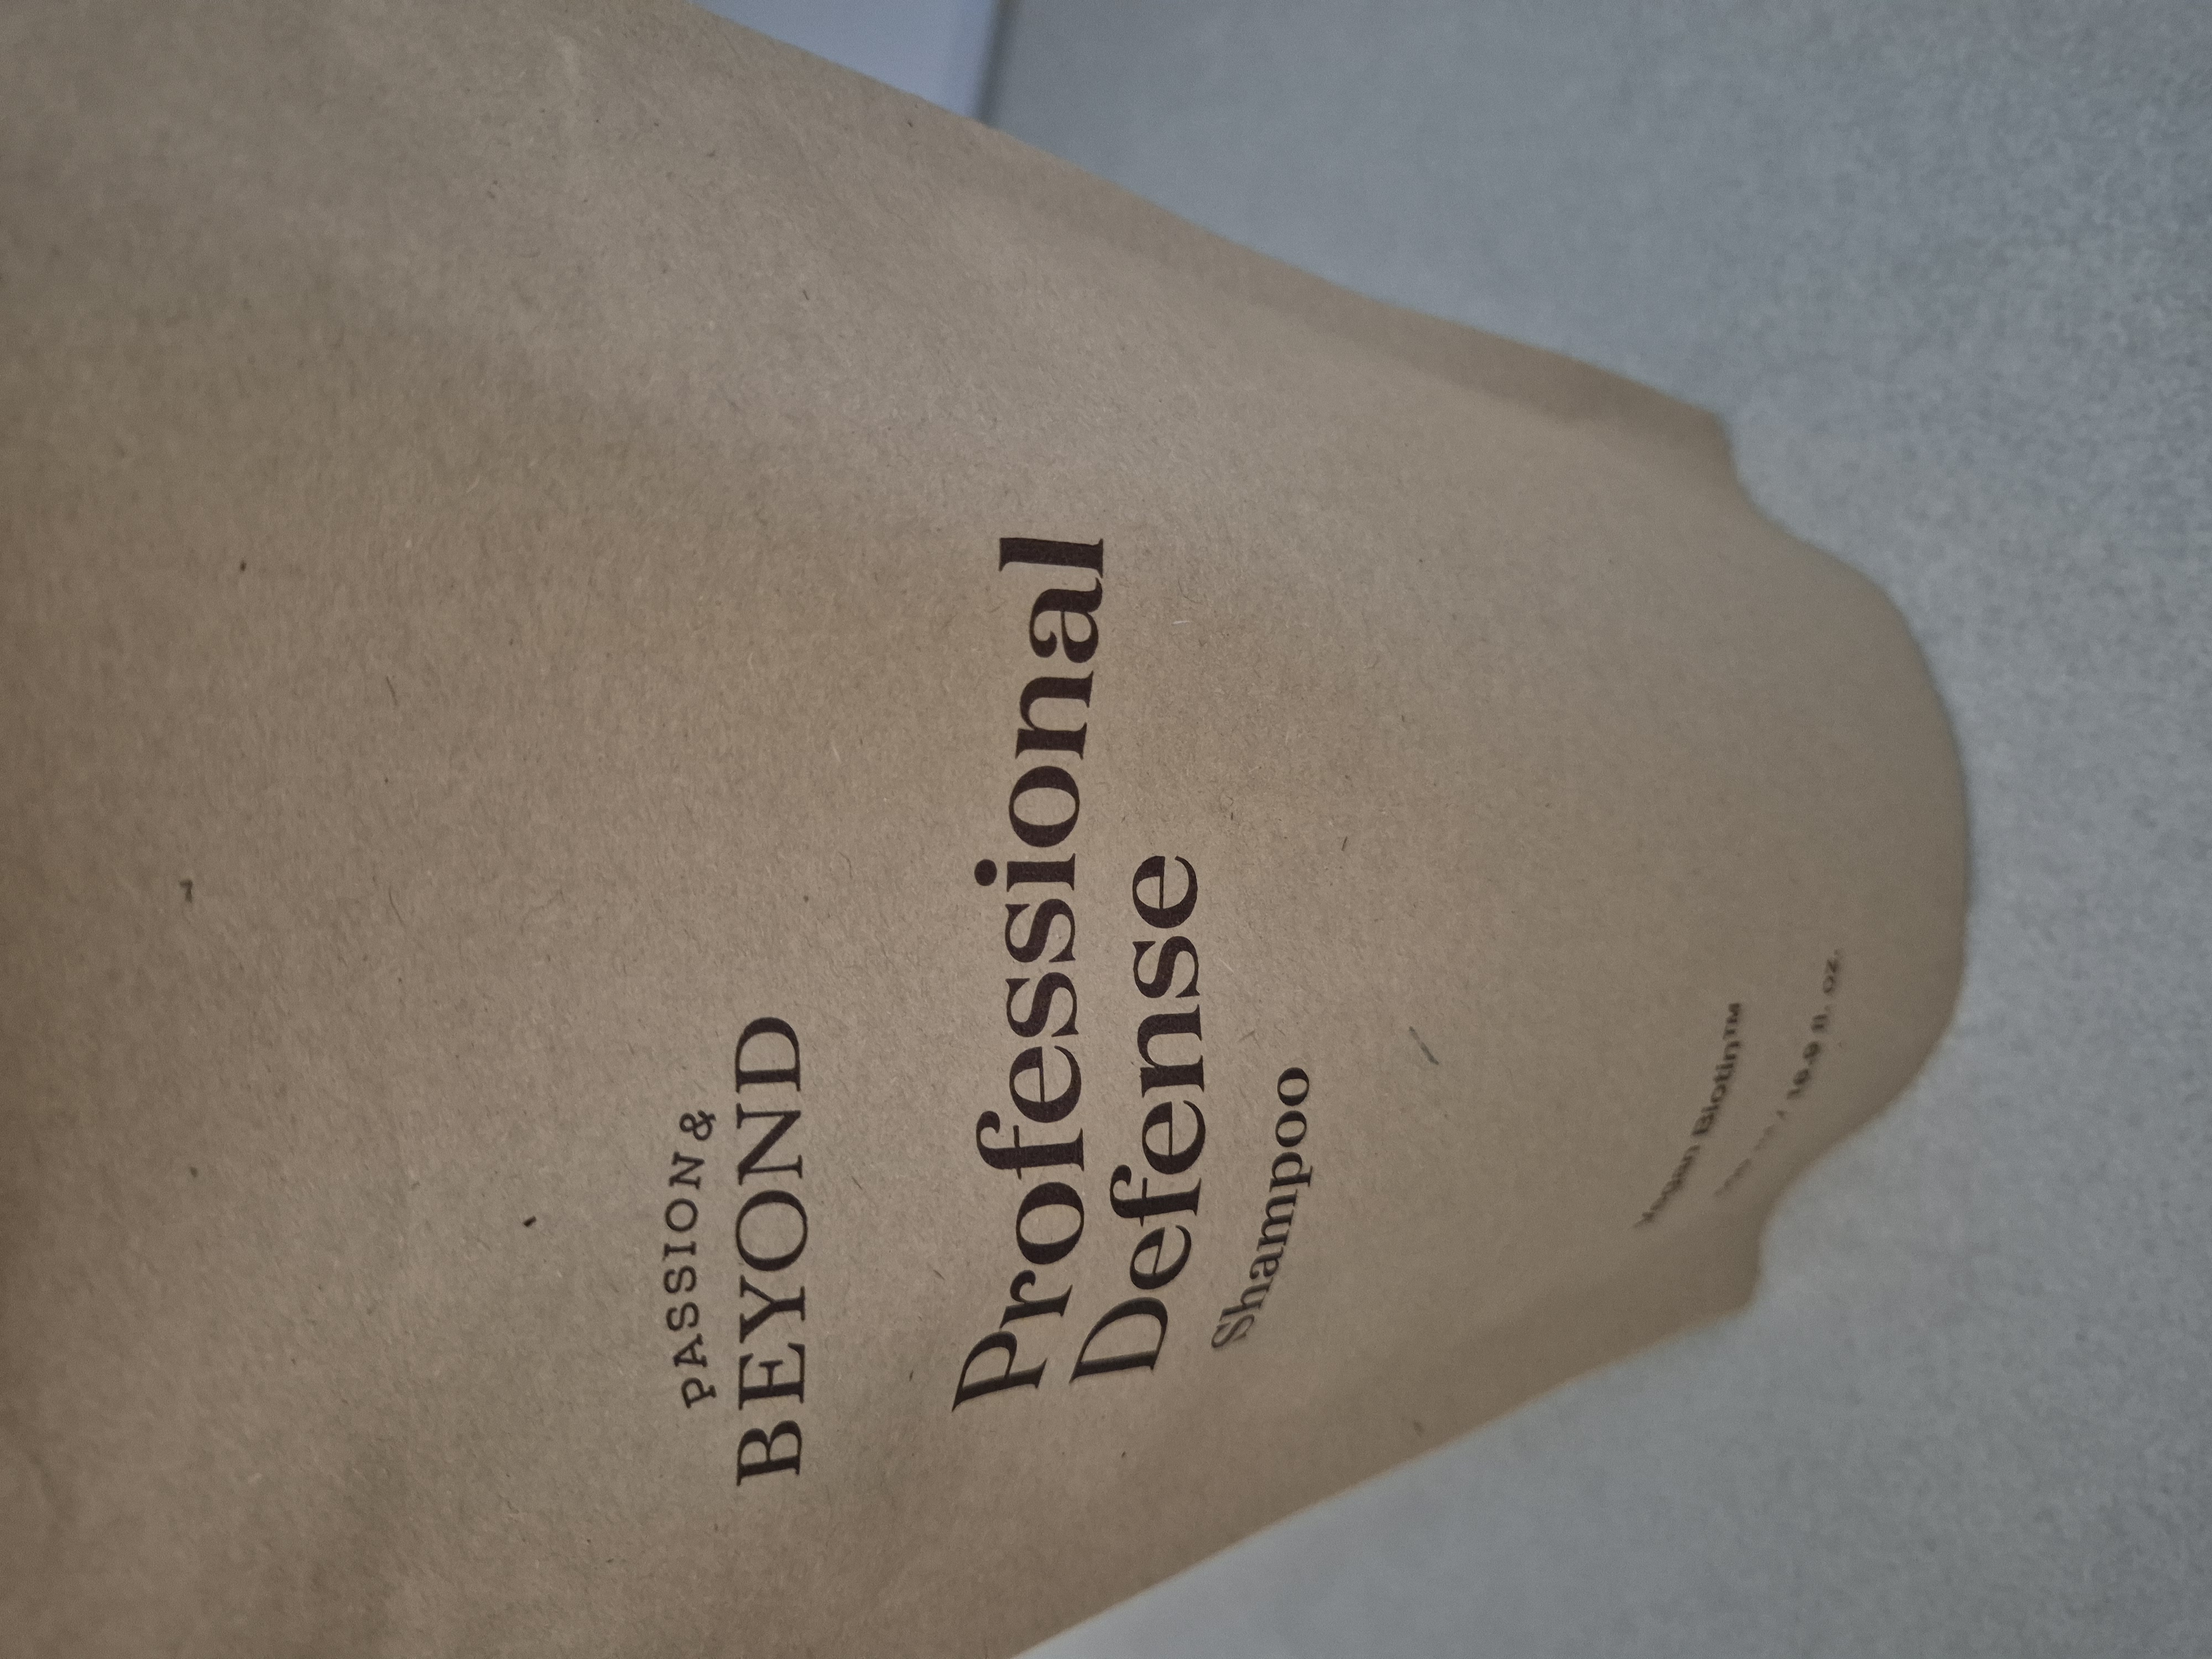 PASSION &
BEYOND
Professional
Defense
Shampoo
Vegan Biotin™
/ 16.9 fl. oz.